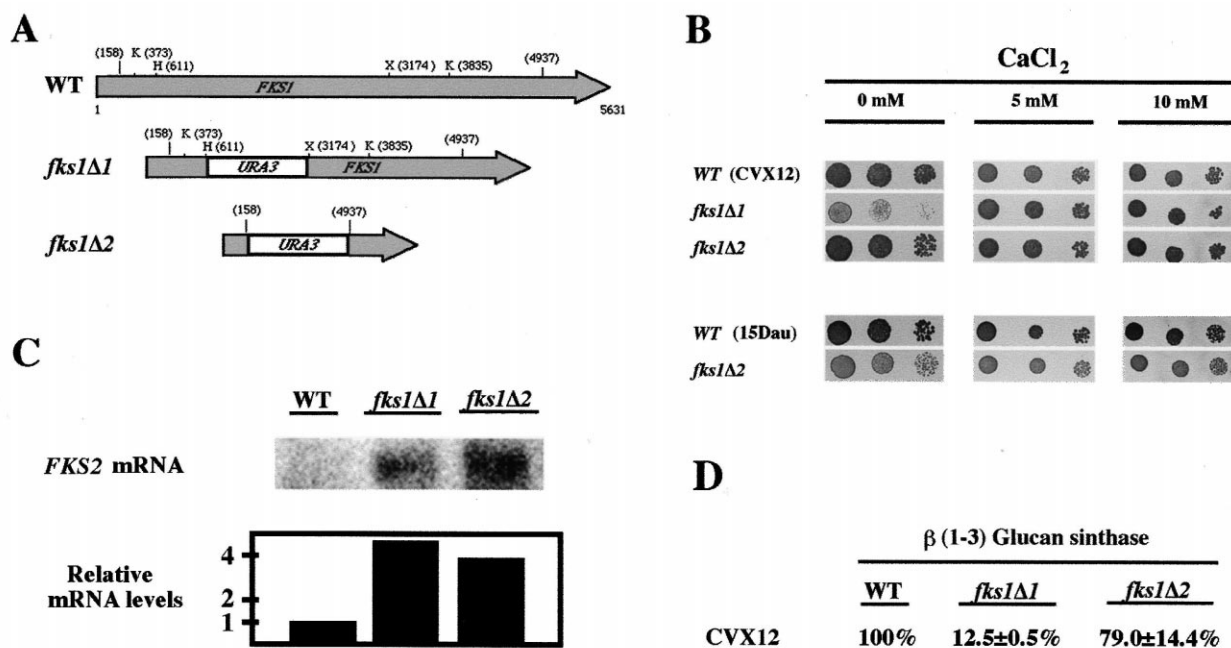 A
(158) K (373)
H (611)
X (3174) K (3835)
(4937)
WT
FKS1
1
5631
(158) K (373)
H (611)
X (3174) K (3835)
(4937)
fks1Δ1
URA3
FKS1
(158)
(4937)
fks1Δ2
URA3
B
CaCl2
0 mM 5 mM 10 mM
WT (CVX12)
fks1Δ1
fks1Δ2
WT (15Dau)
fks1Δ2
C
WT fks1Δ1 fks1Δ2
FKS2 mRNA
Relative
mRNA levels
4
2
1
D
β (1-3) Glucan sinthase
WT fks1Δ1 fks1Δ2
CVX12 100% 12.5±0.5% 79.0±14.4%